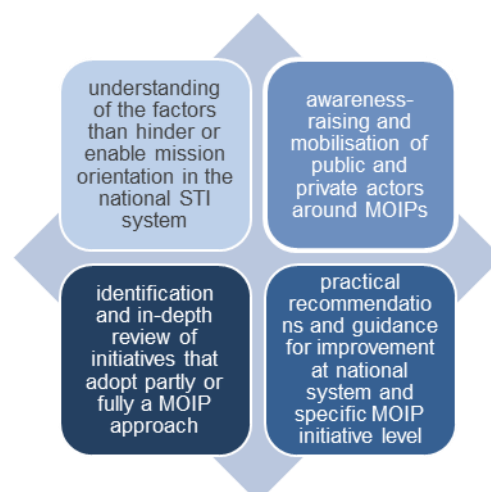 understanding
of the factors
than hinder or
enable mission
orientation in the
national STI
system
awareness-
raising and
mobilisation of
public and
private actors
around MOIPs
identification
and in-depth
review of
initiatives that
adopt partly or
fully a MOIP
approach
practical
recommendatio
ns and guidance
for improvement
at national
system and
specific MOIP
initiative level